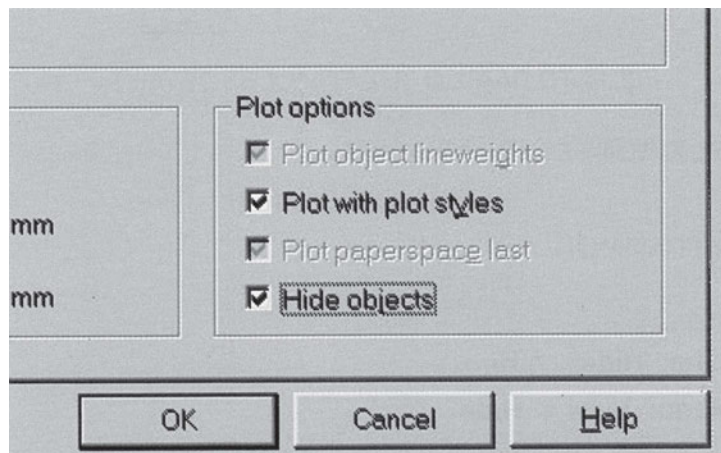 Plot options
Plot object lineweights
Plot with plot styles
mm
Plot paperspace last
mm
Hide objects
OK
Cancel
Help